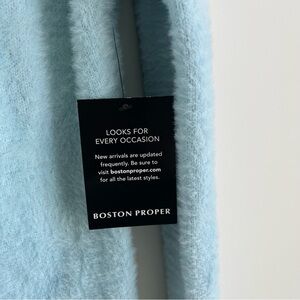 LOOKS FOR
EVERY OCCASION
New arrivals are updated
frequently. Be sure to
visit bostonproper.com
for all the latest styles.
BOSTON PROPER